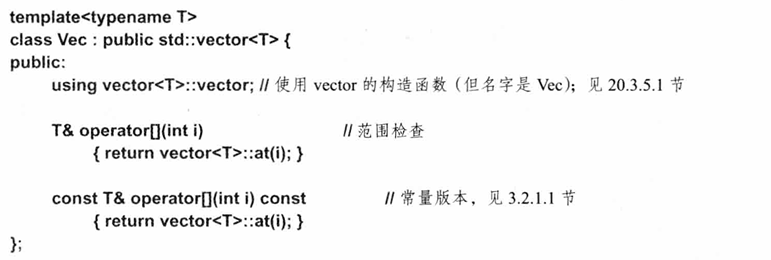 template<typename T>
class Vec : public std::vector<T> {
public:
using vector<T>::vector; // 使用 vector 的构造函数（但名字是 Vec）；见 20.3.5.1 节
T& operator[](int i) // 范围检查
{ return vector<T>::at(i); }
const T& operator[](int i) const // 常量版本，见 3.2.1.1 节
{ return vector<T>::at(i); }
};